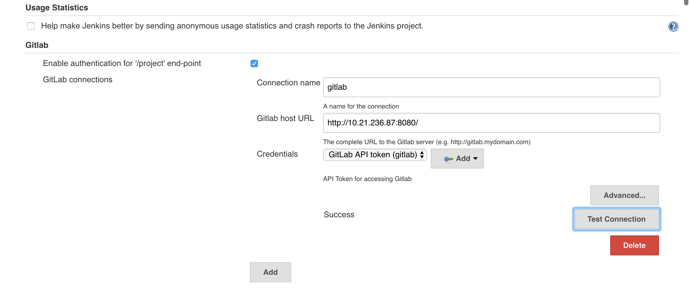 Usage Statistics
Help make Jenkins better by sending anonymous usage statistics and crash reports to the Jenkins project.
Gitlab
Enable authentication for '/project' end-point
GitLab connections
Connection name
gitlab
A name for the connection
Gitlab host URL
http://10.21.236.87:8080/
The complete URL to the Gitlab server (e.g. http://gitlab.mydomain.com)
Credentials
GitLab API token (gitlab)
Add
API Token for accessing Gitlab
Advanced...
Success
Test Connection
Delete
Add